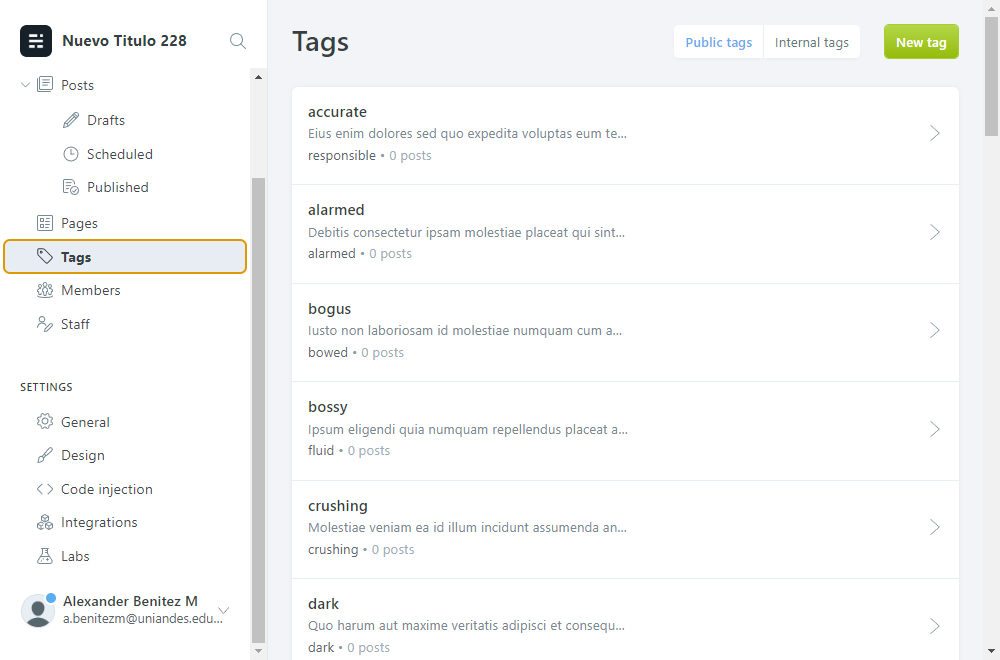 Nuevo Titulo 228
Posts
Drafts
Scheduled
Published
Pages
Tags
Members
Staff
SETTINGS
General
Design
Code injection
Integrations
Labs
Alexander Benitez M
a.benitezm@uniandes.edu...
Tags
Public tags
Internal tags
New tag
accurate
Eius enim dolores sed quo expedita voluptas eum te...
responsible • 0 posts
alarmed
Debitis consectetur ipsam molestiae placeat qui sint...
alarmed • 0 posts
bogus
Iusto non laboriosam id molestiae numquam cum a...
bowed • 0 posts
bossy
Ipsum eligendi quia numquam repellendus placeat a...
fluid • 0 posts
crushing
Molestiae veniam ea id illum incidunt assumenda an...
crushing • 0 posts
dark
Quo harum aut maxime veritatis adipisci et consequ...
dark • 0 posts